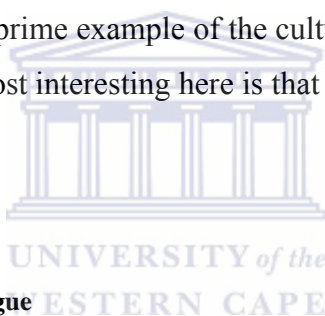 prime example of the cult
ost interesting here is that
UNIVERSITY of the
gue
WESTERN CAPE